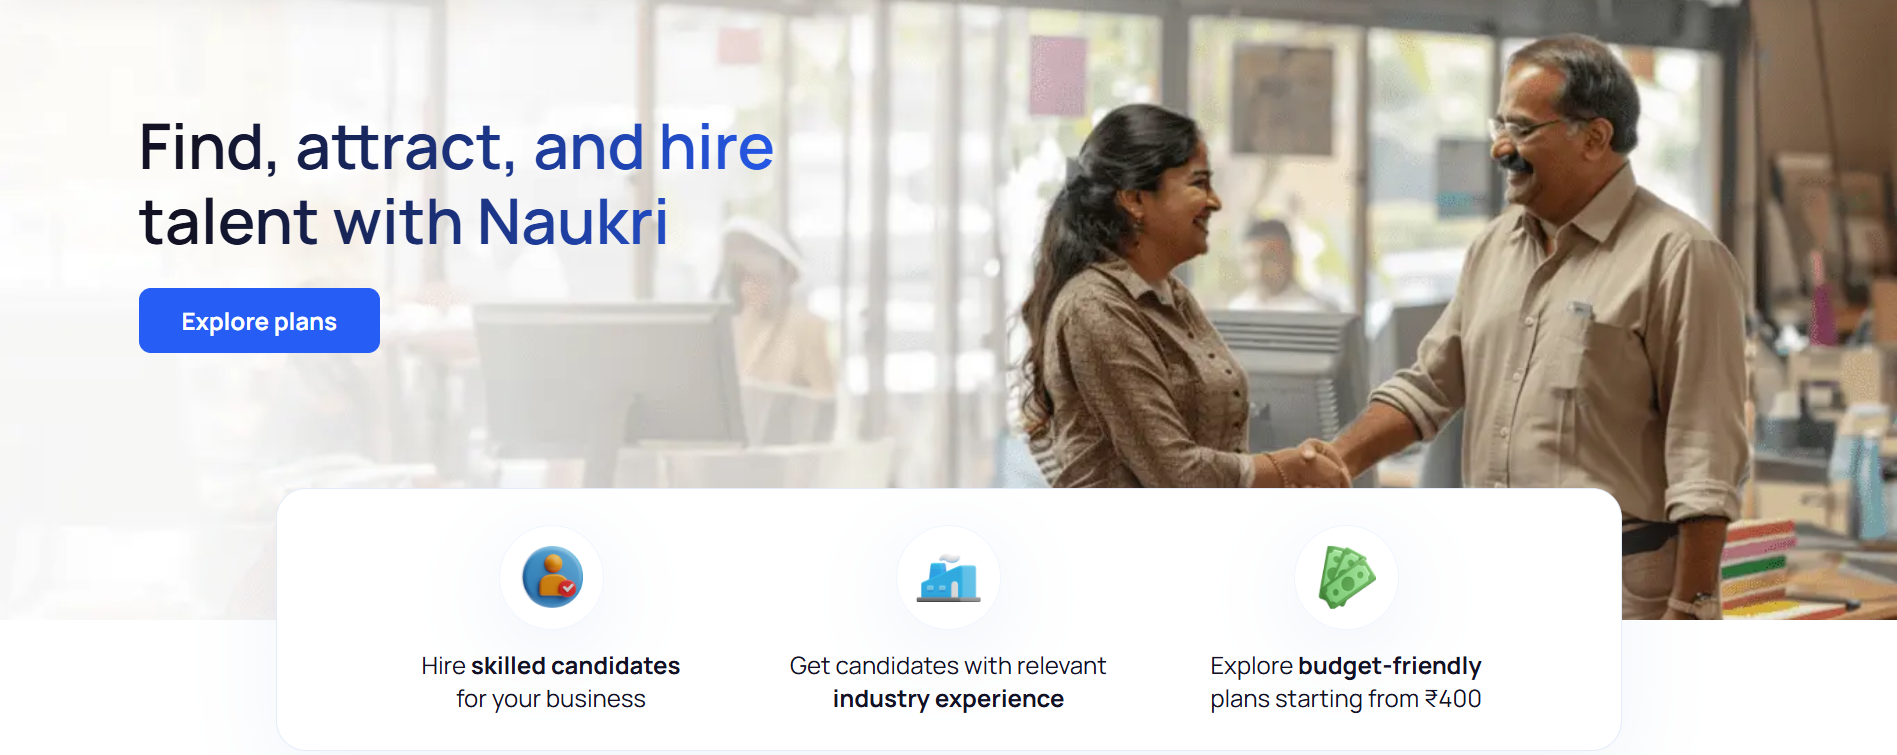 Find, attract, and hire
talent with Naukri
Explore plans
Hire skilled candidates
for your business
Get candidates with relevant
industry experience
Explore budget-friendly
plans starting from ₹400